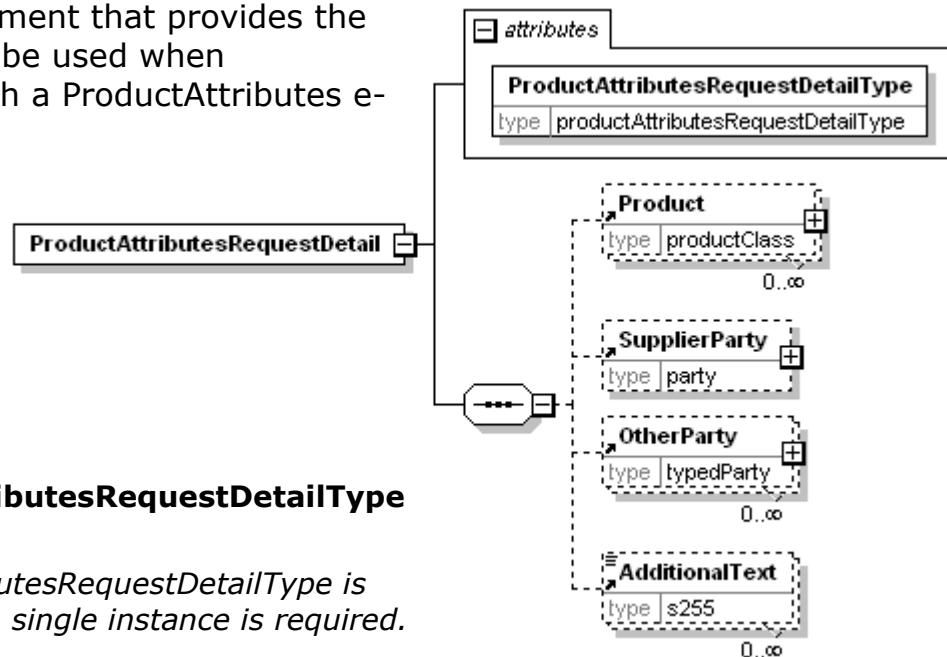 ment that provides the
be used when
h a ProductAttributes e-
attributes
ProductAttributesRequestDetailType
type productAttributesRequestDetailType
ProductAttributesRequestDetail
Product
type productClass
0..∞
SupplierParty
type party
OtherParty
type typedParty
0..∞
AdditionalText
type s255
0..∞
ibutesRequestDetailType
utesRequestDetailType is
single instance is required.